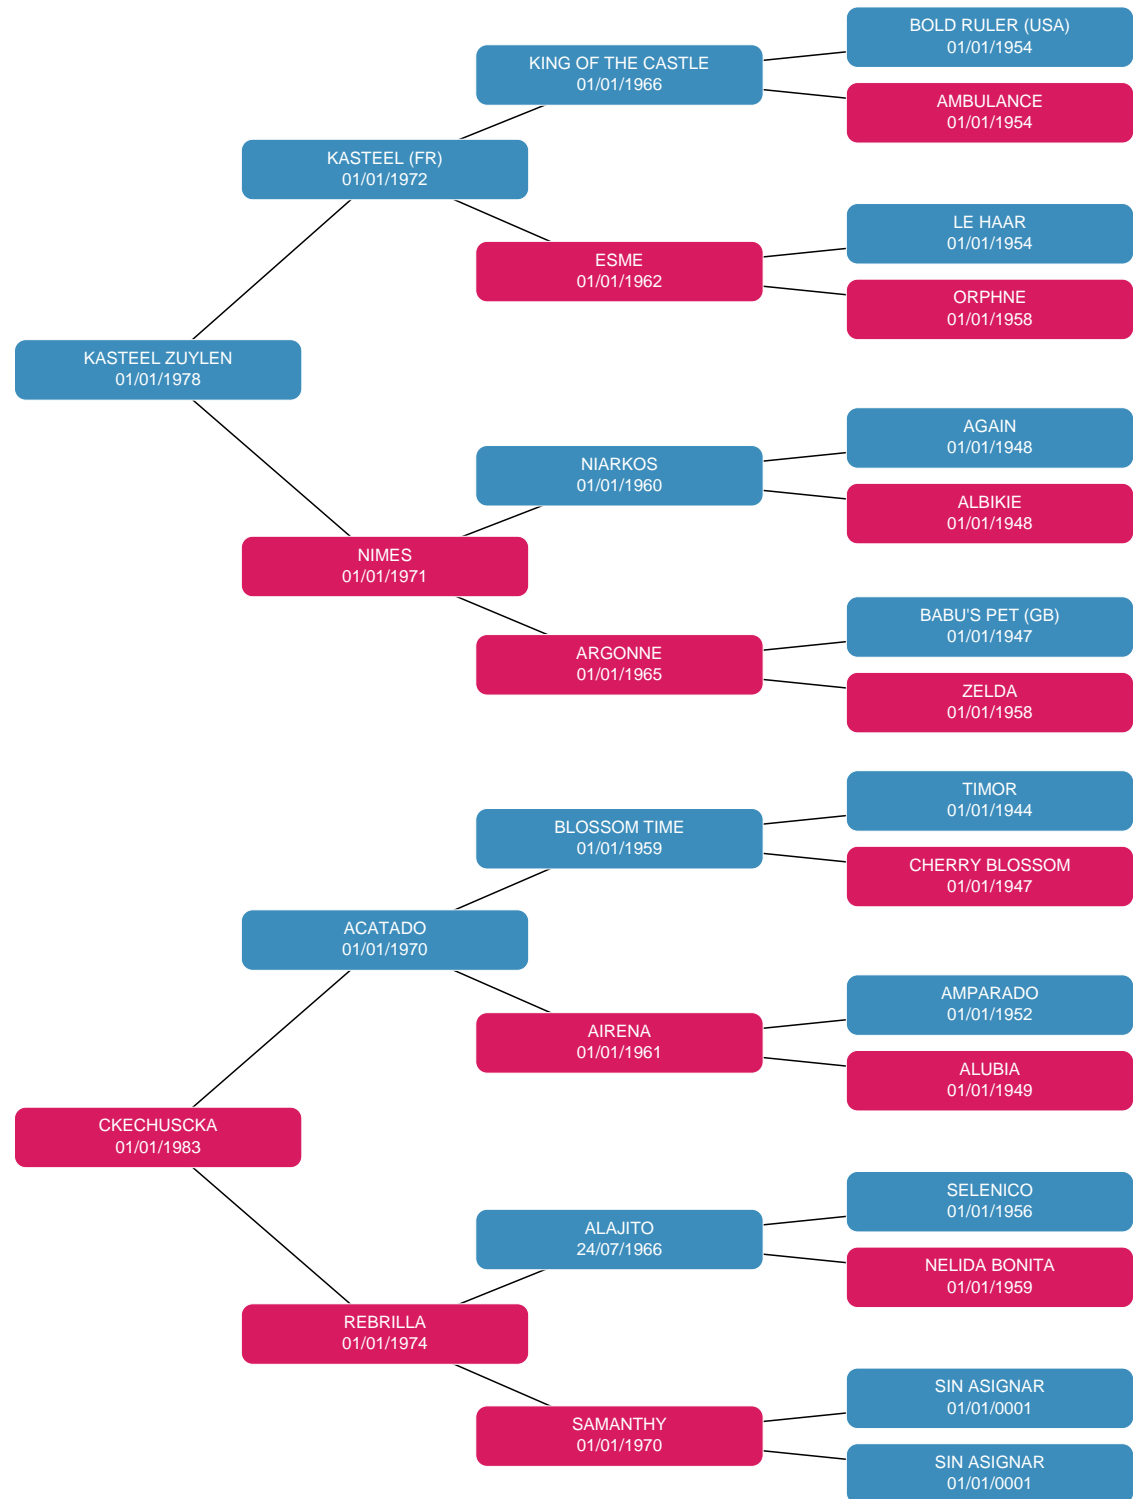 BOLD RULER (USA)
01/01/1954
KING OF THE CASTLE
01/01/1966
AMBULANCE
01/01/1954
KASTEEL (FR)
01/01/1972
LE HAAR
01/01/1954
ESME
01/01/1962
ORPHNE
01/01/1958
KASTEEL ZUYLEN
01/01/1978
AGAIN
01/01/1948
NIARKOS
01/01/1960
ALBIKIE
01/01/1948
NIMES
01/01/1971
BABU'S PET (GB)
01/01/1947
ARGONNE
01/01/1965
ZELDA
01/01/1958
TIMOR
01/01/1944
BLOSSOM TIME
01/01/1959
CHERRY BLOSSOM
01/01/1947
ACATADO
01/01/1970
AMPARADO
01/01/1952
AIRENA
01/01/1961
ALUBIA
01/01/1949
CKECHUSCKA
01/01/1983
SELENICO
01/01/1956
ALAJITO
24/07/1966
NELIDA BONITA
01/01/1959
REBRILLA
01/01/1974
SIN ASIGNAR
01/01/0001
SAMANTHY
01/01/1970
SIN ASIGNAR
01/01/0001